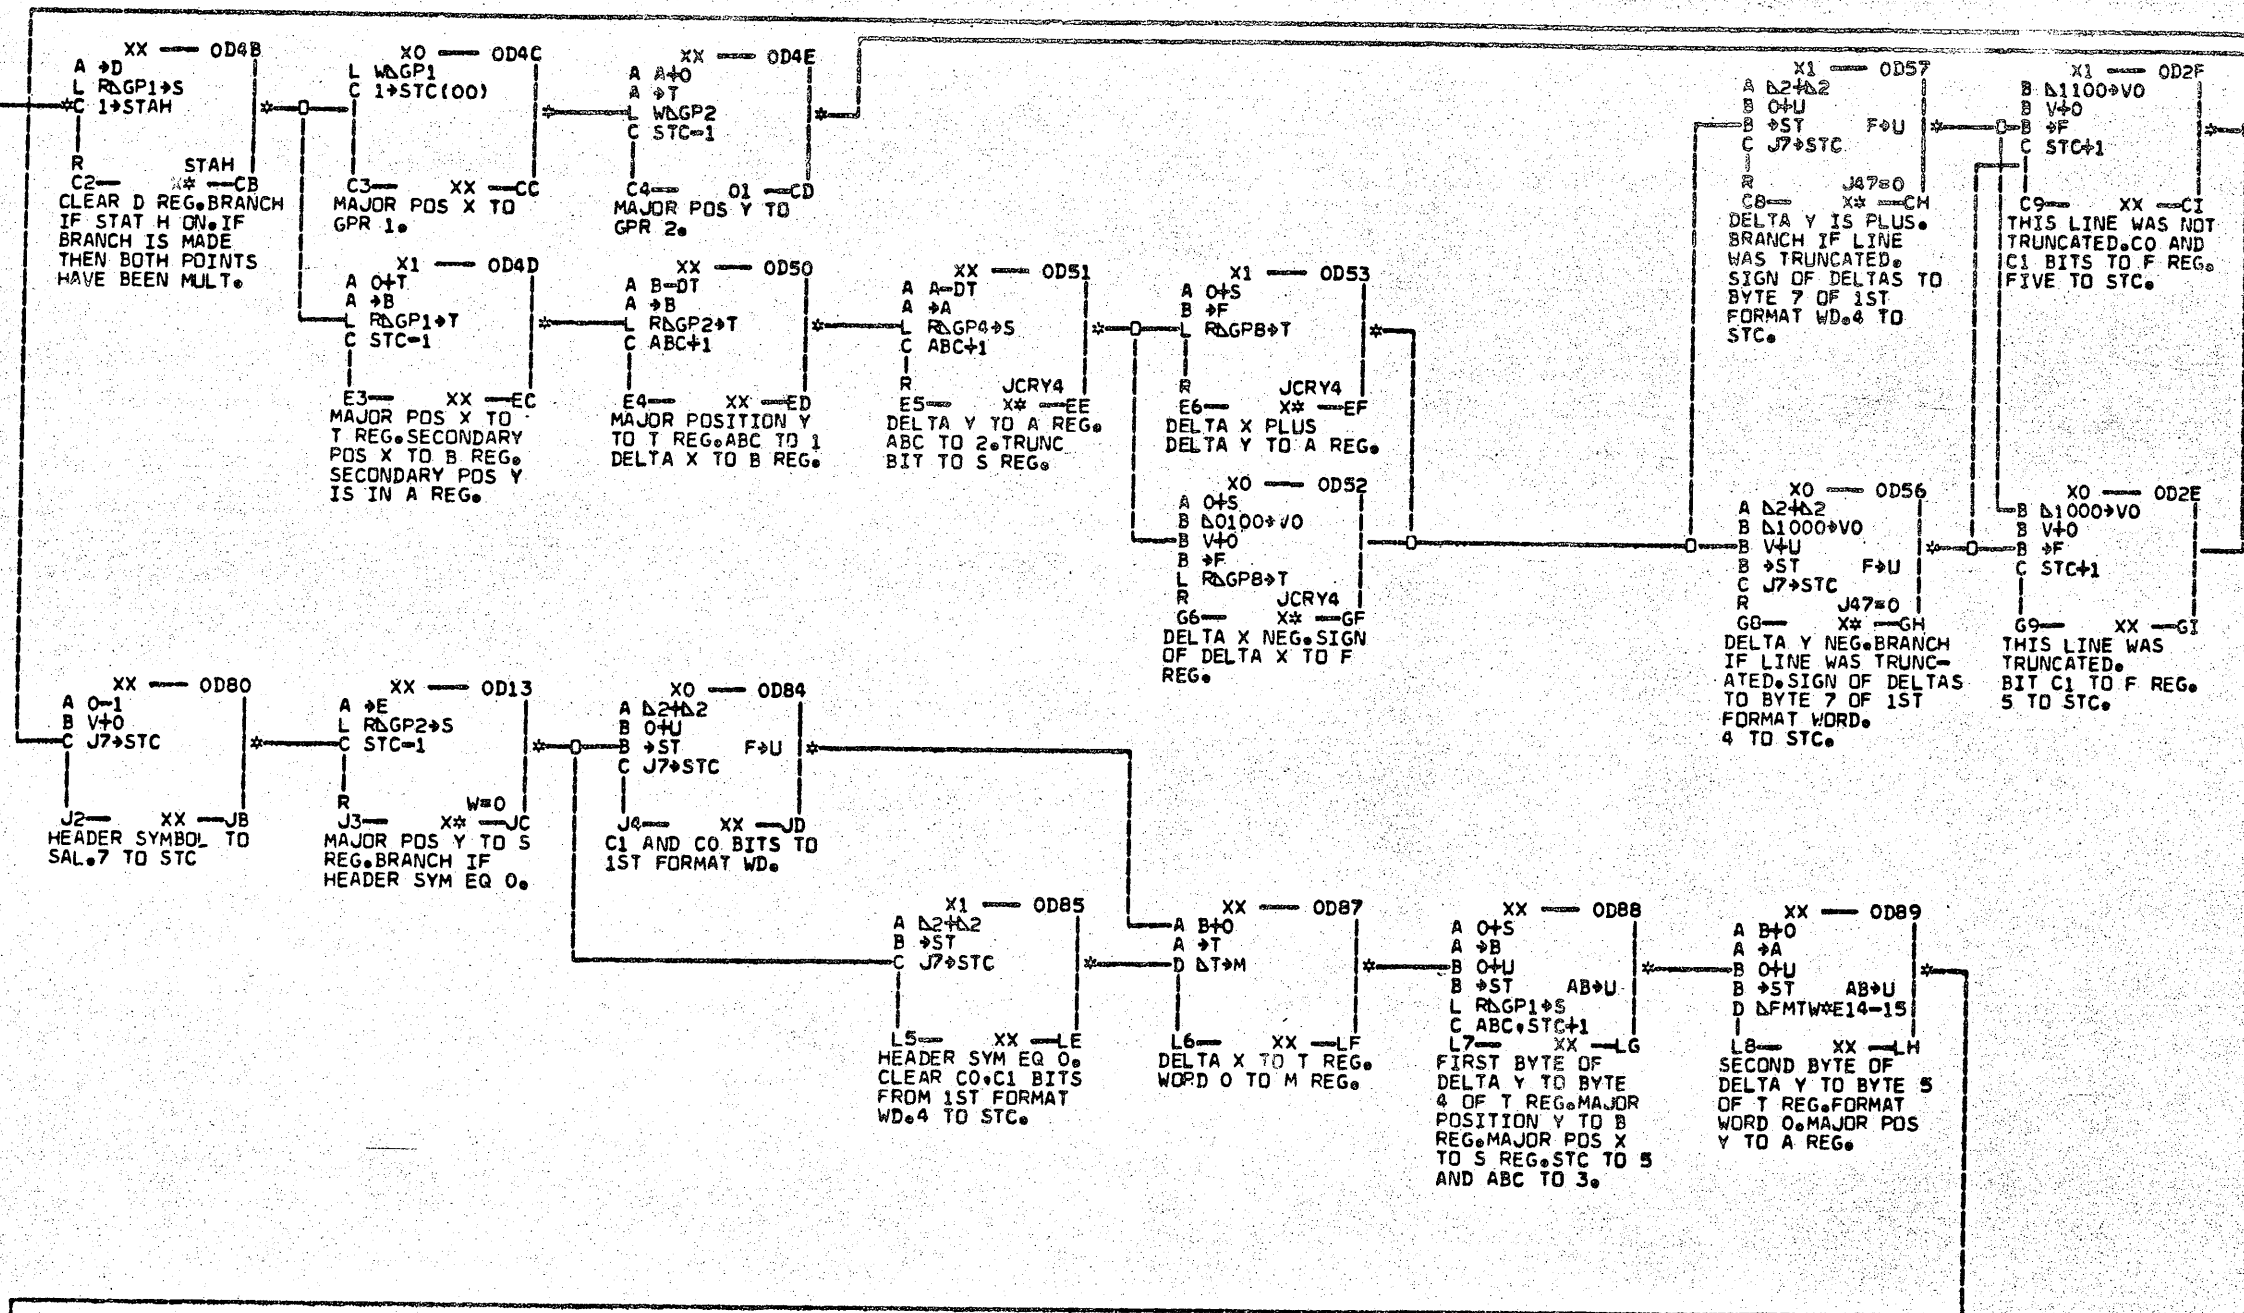 XX — 0D4B
A →D
L RΔGP1→S
C 1→STAH
R STAH
C2— X* —CB
CLEAR D REG.BRANCH
IF STAT H ON.IF
BRANCH IS MADE
THEN BOTH POINTS
HAVE BEEN MULT.
X0 — 0D4C
L WΔGP1
C 1→STC(00)
C3— XX —CC
MAJOR POS X TO
GPR 1.
XX — 0D4E
A A+0
A →T
L WΔGP2
C STC-1
C4— 01 —CD
MAJOR POS Y TO
GPR 2.
X1 — 0D57
A Δ2+Δ2
B 0+U
B →ST F→U
C J7→STC
R J47=0
C8— X* —CH
DELTA Y IS PLUS.
BRANCH IF LINE
WAS TRUNCATED.
SIGN OF DELTAS TO
BYTE 7 OF 1ST
FORMAT WD.4 TO
STC.
X1 — 0D2F
B Δ1100→V0
B V+0
B →F
C STC+1
C9— XX —CI
THIS LINE WAS NOT
TRUNCATED.C0 AND
C1 BITS TO F REG.
FIVE TO STC.
X1 — 0D4D
A 0+T
A →B
L RΔGP1→T
C STC-1
E3— XX —EC
MAJOR POS X TO
T REG.SECONDARY
POS X TO B REG.
SECONDARY POS Y
IS IN A REG.
XX — 0D50
A B-0T
A →B
L RΔGP2→T
C ABC+1
E4— XX —ED
MAJOR POSITION Y
TO T REG.ABC TO 1
DELTA X TO B REG.
XX — 0D51
A A-0T
A →A
L RΔGP4→S
C ABC+1
R JCRY4
E5— X* —EE
DELTA Y TO A REG.
ABC TO 2.TRUNC
BIT TO S REG.
X1 — 0D53
A 0+S
B →F
L RΔGP8→T
R JCRY4
E6— X* —EF
DELTA X PLUS
DELTA Y TO A REG.
X0 — 0D52
A 0+S
B Δ0100→V0
B V+0
B →F
L RΔGP8→T
R JCRY4
G6— X* —GF
DELTA X NEG.SIGN
OF DELTA X TO F
REG.
X0 — 0D56
A Δ2+Δ2
B Δ1000→V0
B V+U
B →ST F→U
C J7→STC
R J47=0
G8— X* —GH
DELTA Y NEG.BRANCH
IF LINE WAS TRUNC-
ATED.SIGN OF DELTAS
TO BYTE 7 OF 1ST
FORMAT WORD.
4 TO STC.
X0 — 0D2E
B Δ1000→V0
B V+0
B →F
C STC+1
G9— XX —GI
THIS LINE WAS
TRUNCATED.
BIT C1 TO F REG.
5 TO STC.
XX — 0D80
A 0-1
B V+0
C J7→STC
J2— XX —JB
HEADER SYMBOL TO
SAL.7 TO STC
XX — 0D13
A →E
L RΔGP2→S
C STC-1
R W=0
J3— X* —JC
MAJOR POS Y TO S
REG.BRANCH IF
HEADER SYM EQ 0.
X0 — 0D84
A Δ2+Δ2
B 0+U
B →ST F→U
C J7→STC
J4— XX —JD
C1 AND C0 BITS TO
1ST FORMAT WD.
X1 — 0D85
A Δ2+Δ2
B →ST
C J7→STC
L5— XX —LE
HEADER SYM EQ 0.
CLEAR C0,C1 BITS
FROM 1ST FORMAT
WD.4 TO STC.
XX — 0D87
A B+0
A →T
D ΔT→M
L6— XX —LF
DELTA X TO T REG.
WORD 0 TO M REG.
XX — 0D88
A 0+S
A →B
B 0+U
B →ST AB→U
L RΔGP1→S
C ABC,STC+1
L7— XX —LG
FIRST BYTE OF
DELTA Y TO BYTE
4 OF T REG.MAJOR
POSITION Y TO B
REG.MAJOR POS X
TO S REG.STC TO 5
AND ABC TO 3.
XX — 0D89
A B+0
A →A
B 0+U
B →ST AB→U
D ΔFMTW*E14-15
L8— XX —LH
SECOND BYTE OF
DELTA Y TO BYTE 5
OF T REG.FORMAT
WORD 0.MAJOR POS
Y TO A REG.